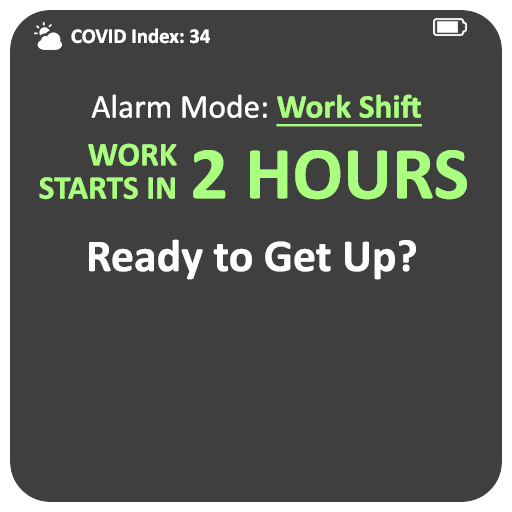 COVID Index: 34
Alarm Mode: Work Shift
WORK
STARTS IN 2 HOURS
Ready to Get Up?